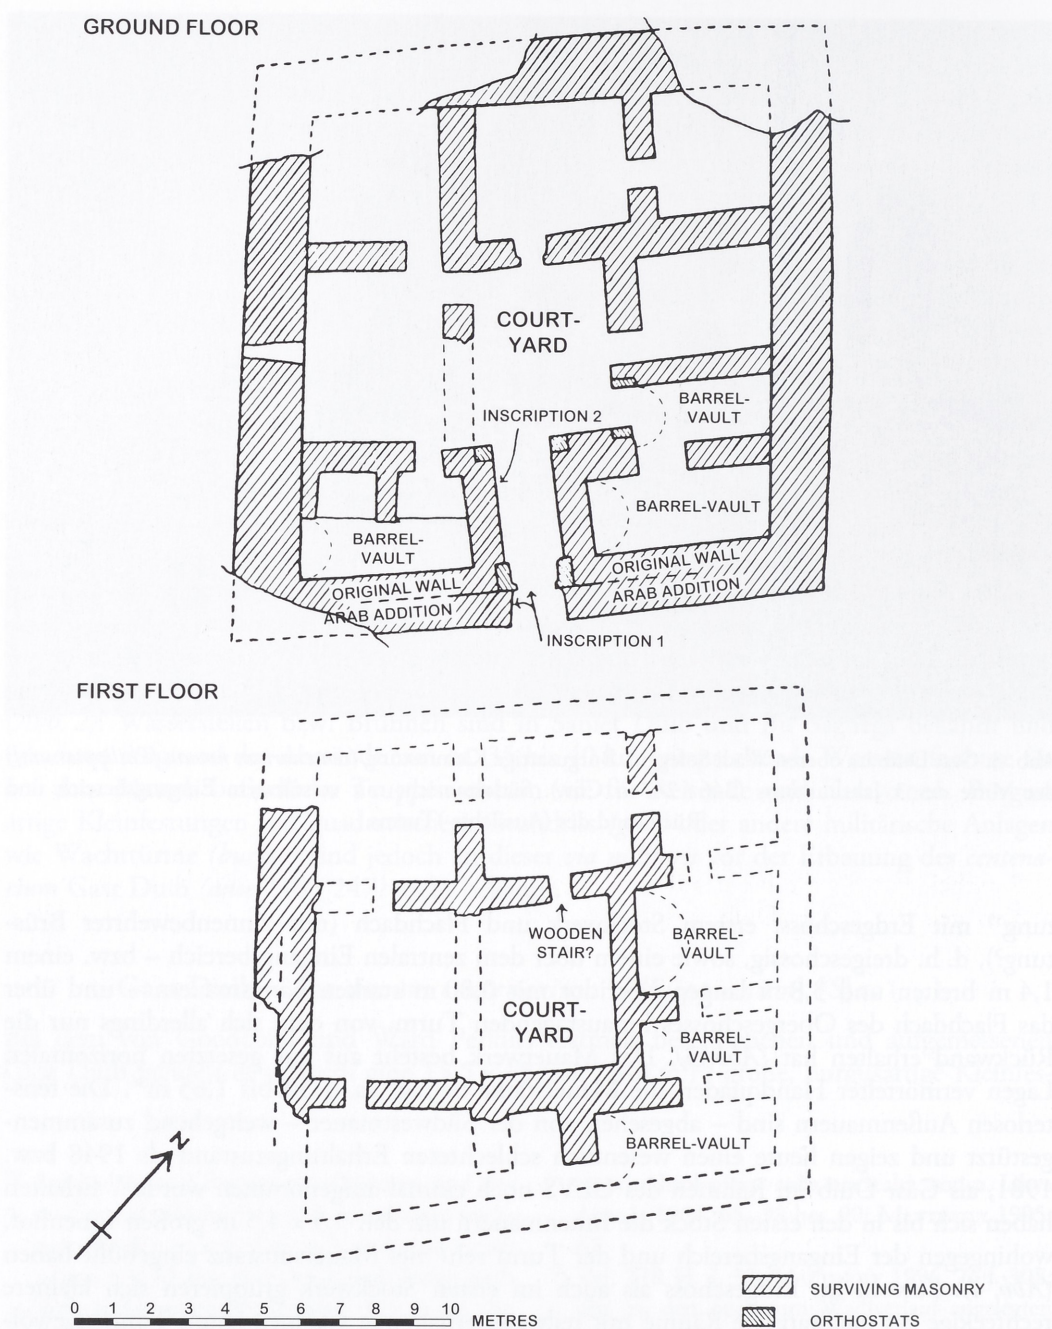 GROUND FLOOR
COURT-
YARD
BARREL-
VAULT
INSCRIPTION 2
BARREL-VAULT
BARREL-
VAULT
ORIGINAL WALL
ARAB ADDITION
ORIGINAL WALL
ARAB ADDITION
INSCRIPTION 1
FIRST FLOOR
WOODEN
STAIR?
BARREL-
VAULT
COURT-
YARD
BARREL-
VAULT
BARREL-VAULT
N
SURVIVING MASONRY
ORTHOSTATS
0 1 2 3 4 5 6 7 8 9 10
METRES